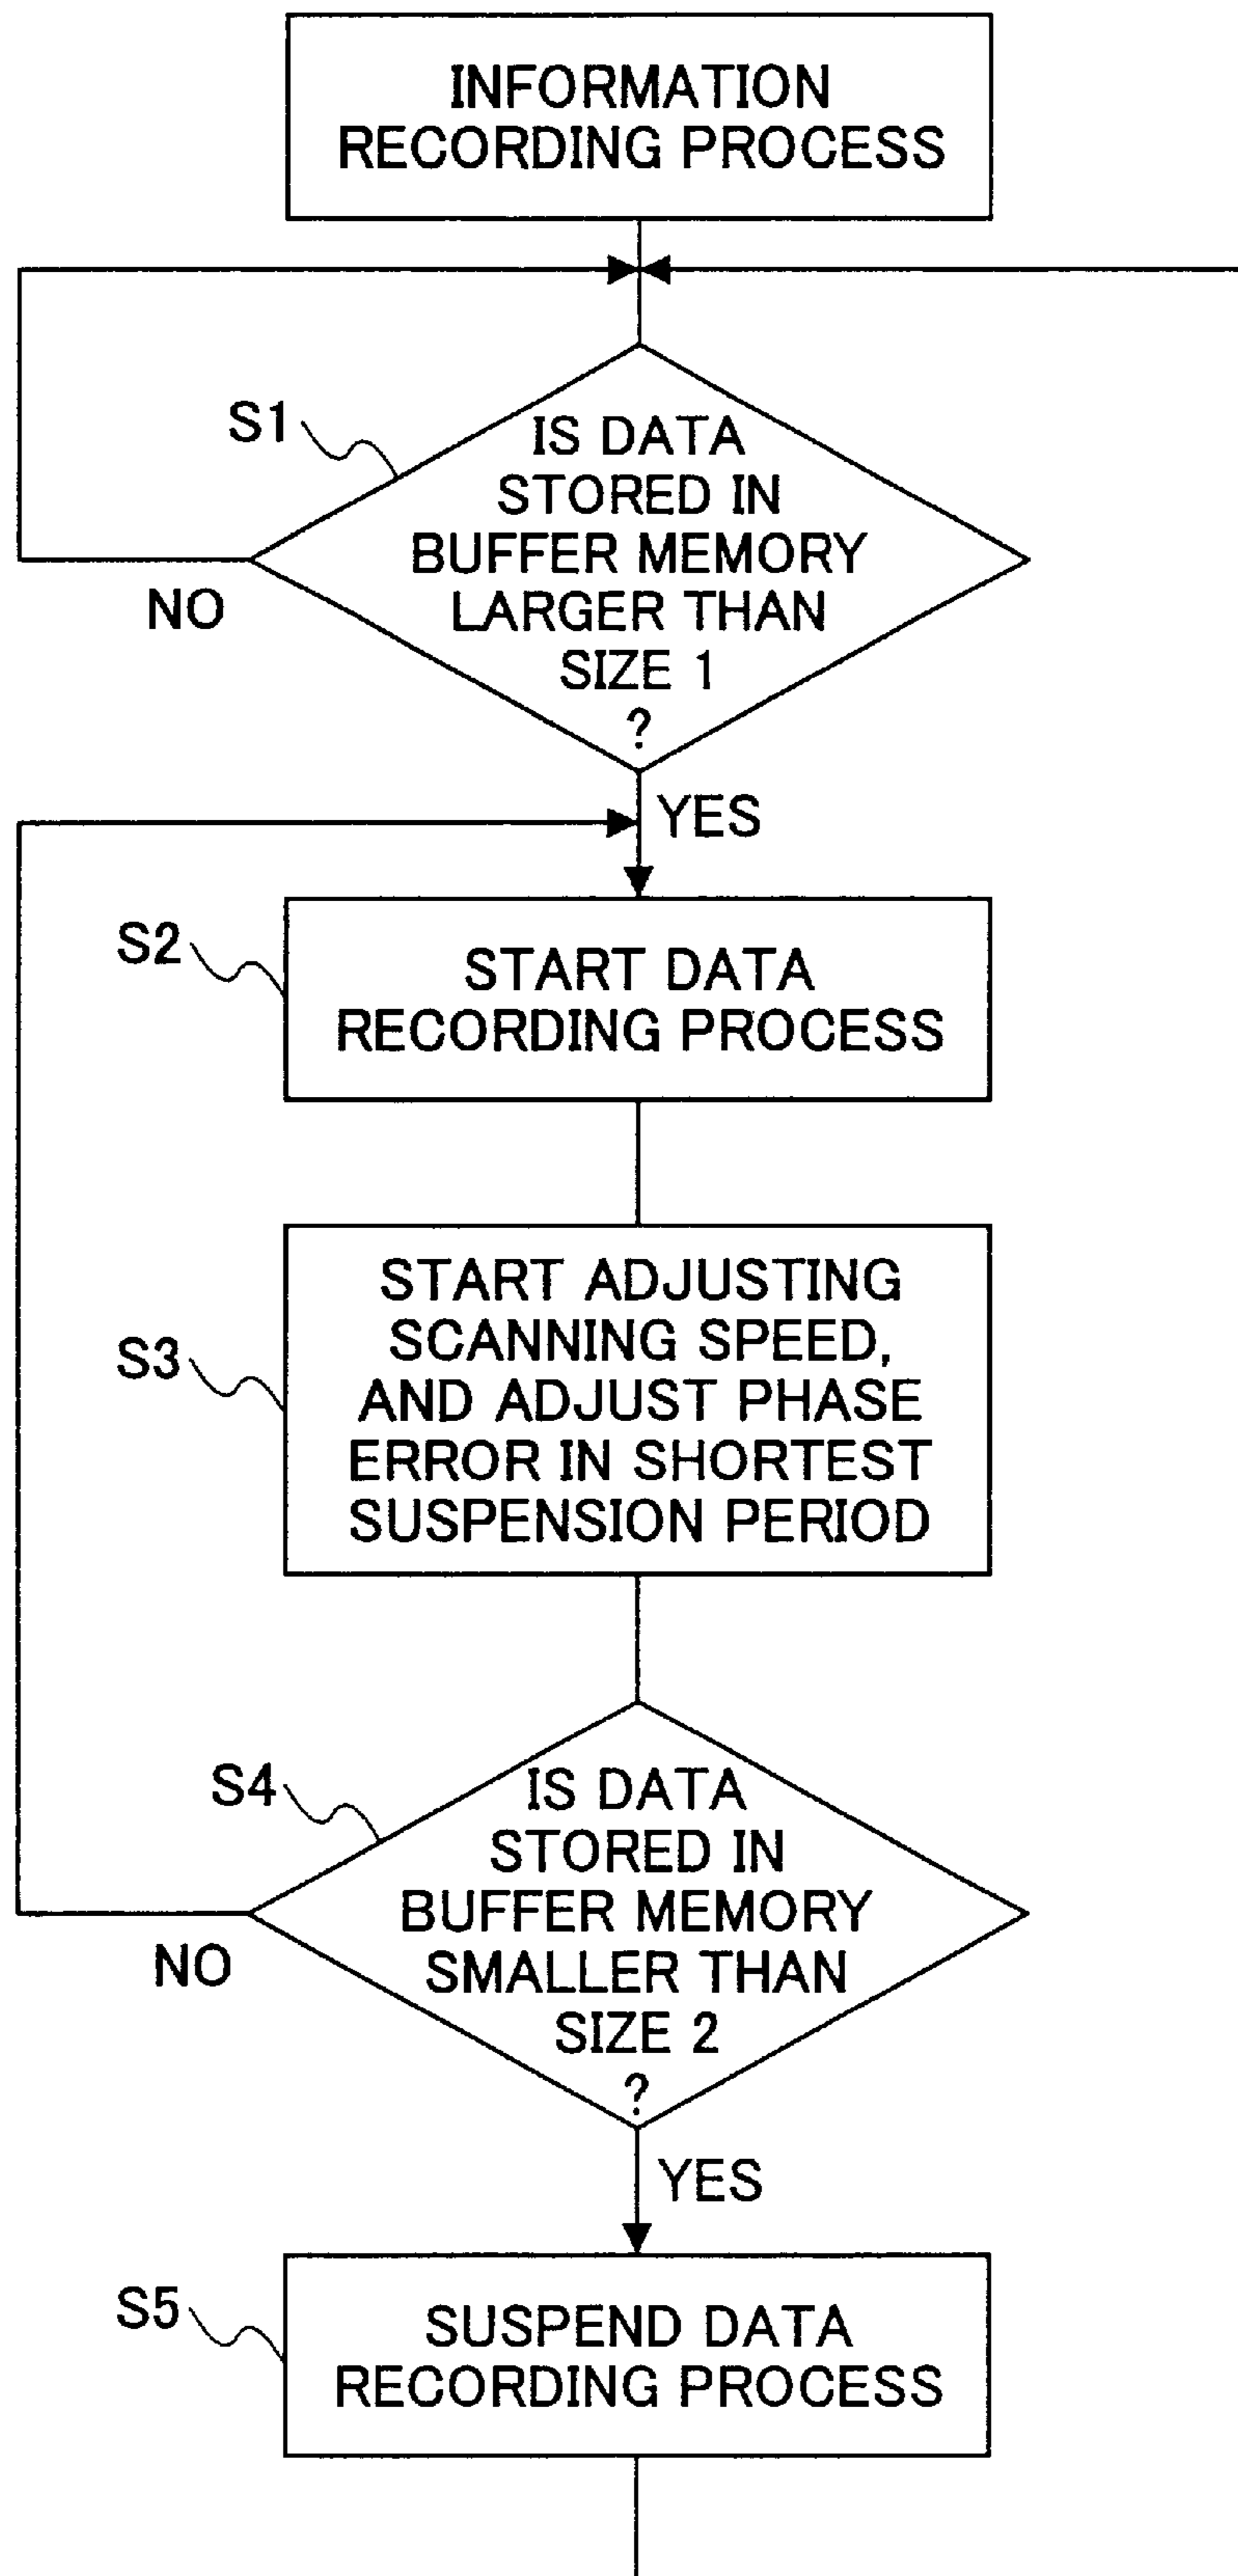 INFORMATION
RECORDING PROCESS
S1
IS DATA
STORED IN
BUFFER MEMORY
LARGER THAN
SIZE 1
?
NO
YES
S2
START DATA
RECORDING PROCESS
S3
START ADJUSTING
SCANNING SPEED,
AND ADJUST PHASE
ERROR IN SHORTEST
SUSPENSION PERIOD
S4
IS DATA
STORED IN
BUFFER MEMORY
SMALLER THAN
SIZE 2
?
NO
YES
S5
SUSPEND DATA
RECORDING PROCESS